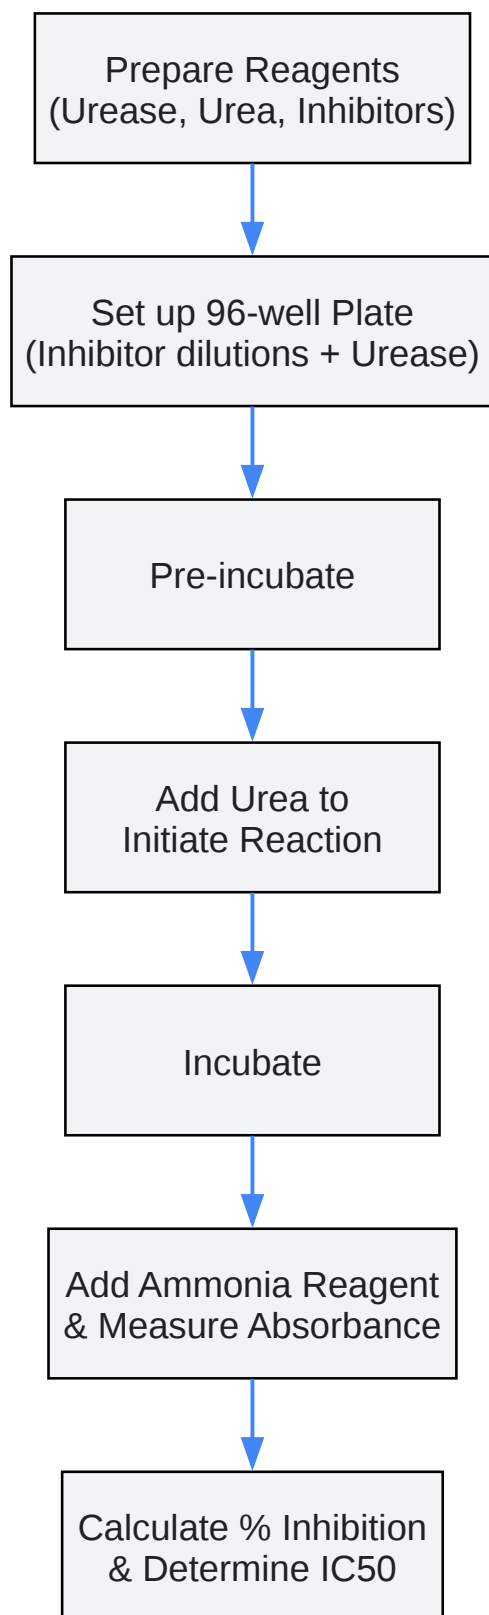 Prepare Reagents
(Urease, Urea, Inhibitors)
Set up 96-well Plate
(Inhibitor dilutions + Urease)
Pre-incubate
Add Urea to
Initiate Reaction
Incubate
Add Ammonia Reagent
& Measure Absorbance
Calculate % Inhibition
& Determine IC50